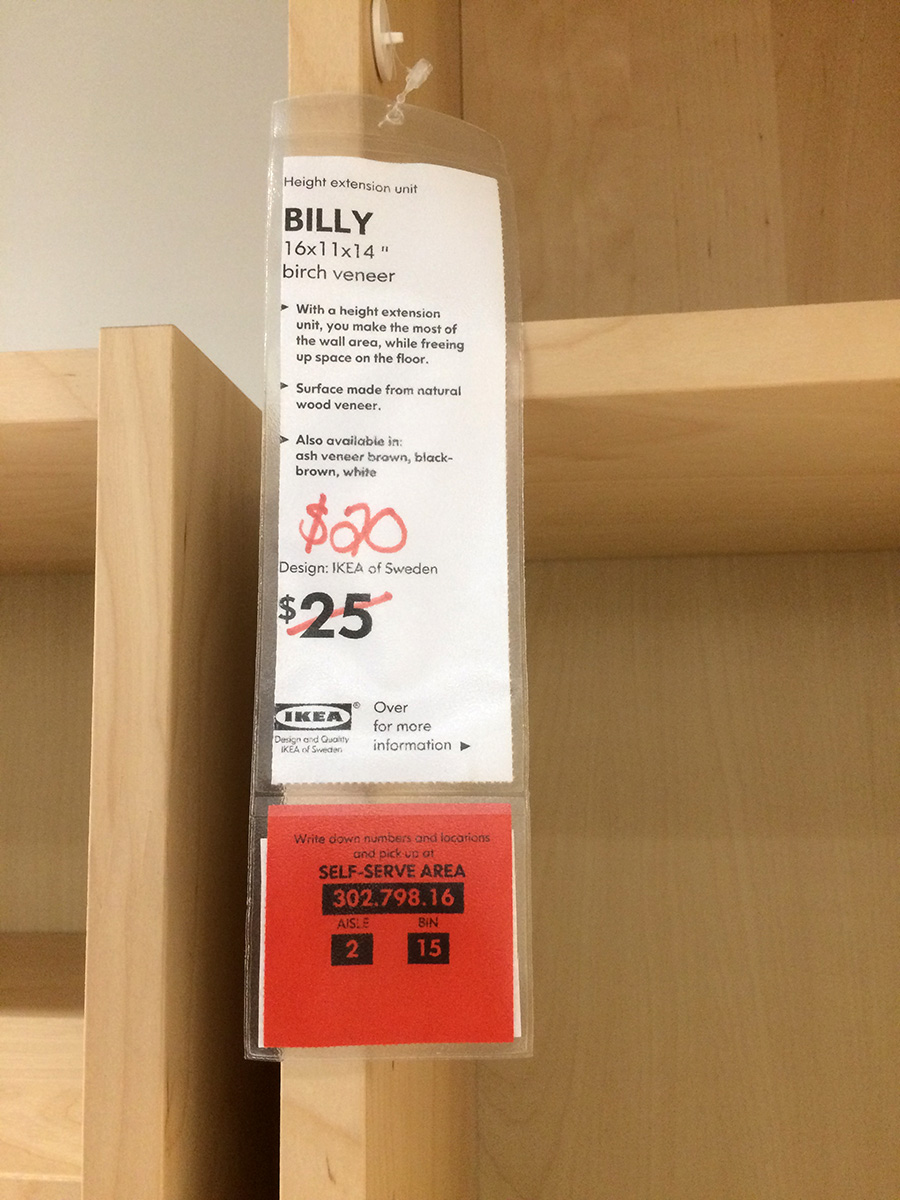 Height extension unit
BILLY
16x11x14 "
birch veneer
► With a height extension
unit, you make the most of
the wall area, while freeing
up space on the floor.
► Surface made from natural
wood veneer.
► Also available in:
ash veneer brown, black-
brown, white
$20
Design: IKEA of Sweden
$25
IKEA®
Design and Quality
IKEA of Sweden
Over
for more
information ►
Write down numbers and locations
and pick-up at
SELF-SERVE AREA
302.798.16
AISLE BIN
2 15